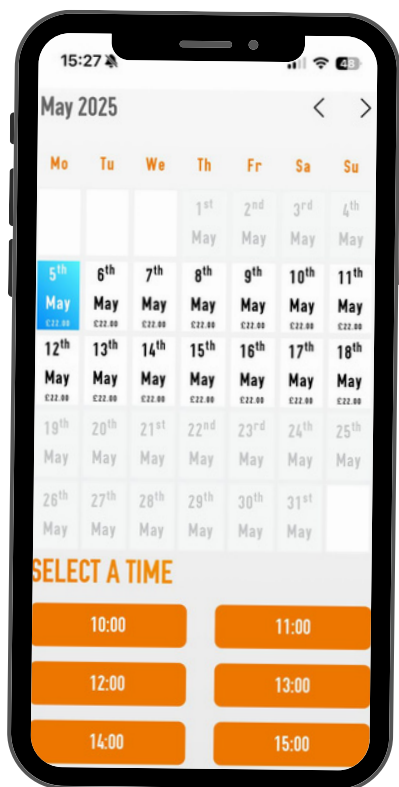 15:27
48
May 2025
Mo Tu We Th Fr Sa Su
1st 2nd 3rd 4th
May May May May
5th 6th 7th 8th 9th 10th 11th
May May May May May May May
£22.00 £22.00 £22.00 £22.00 £22.00 £22.00 £22.00
12th 13th 14th 15th 16th 17th 18th
May May May May May May May
£22.00 £22.00 £22.00 £22.00 £22.00 £22.00 £22.00
19th 20th 21st 22nd 23rd 24th 25th
May May May May May May May
26th 27th 28th 29th 30th 31st
May May May May May May
SELECT A TIME
10:00 11:00
12:00 13:00
14:00 15:00